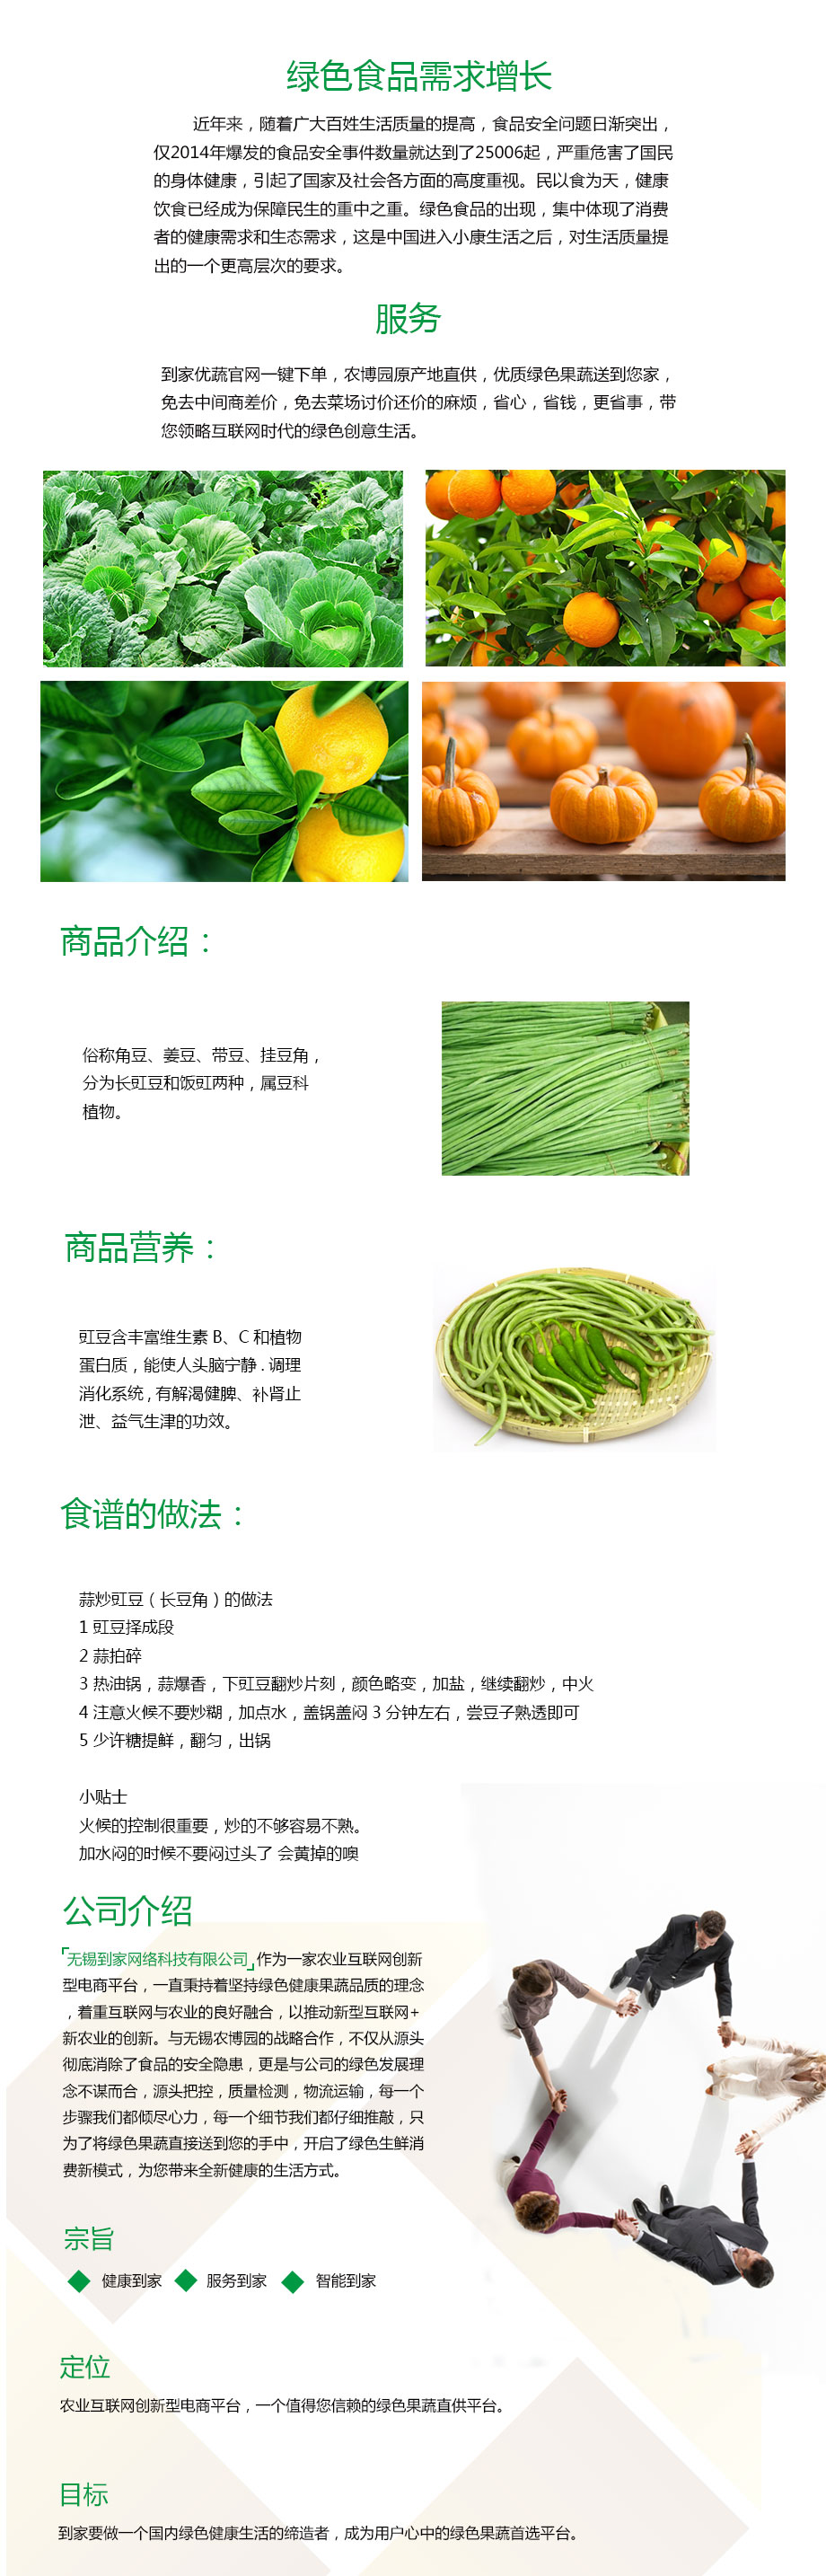 绿色食品需求增长
近年来，随着广大百姓生活质量的提高，食品安全问题日渐突出，
仅2014年爆发的食品安全事件数量就达到了25006起，严重危害了国民
的身体健康，引起了国家及社会各方面的高度重视。民以食为天，健康
饮食已经成为保障民生的重中之重。绿色食品的出现，集中体现了消费
者的健康需求和生态需求，这是中国进入小康生活之后，对生活质量提
出的一个更高层次的要求。
服务
到家优蔬官网一键下单，农博园原产地直供，优质绿色果蔬送到您家，
免去中间商差价，免去菜场讨价还价的麻烦，省心，省钱，更省事，带
您领略互联网时代的绿色创意生活。
商品介绍：
俗称角豆、姜豆、带豆、挂豆角，
分为长豇豆和饭豇两种，属豆科
植物。
商品营养：
豇豆含丰富维生素 B、C 和植物
蛋白质，能使人头脑宁静 . 调理
消化系统 , 有解渴健脾、补肾止
泄、益气生津的功效。
食谱的做法：
蒜炒豇豆（长豆角）的做法
1 豇豆择成段
2 蒜拍碎
3 热油锅，蒜爆香，下豇豆翻炒片刻，颜色略变，加盐，继续翻炒，中火
4 注意火候不要炒糊，加点水，盖锅盖闷 3 分钟左右，尝豆子熟透即可
5 少许糖提鲜，翻匀，出锅
小贴士
火候的控制很重要，炒的不够容易不熟。
加水闷的时候不要闷过头了 会黄掉的噢
公司介绍
「无锡到家网络科技有限公司」作为一家农业互联网创新
型电商平台，一直秉持着坚持绿色健康果蔬品质的理念
，着重互联网与农业的良好融合，以推动新型互联网+
新农业的创新。与无锡农博园的战略合作，不仅从源头
彻底消除了食品的安全隐患，更是与公司的绿色发展理
念不谋而合，源头把控，质量检测，物流运输，每一个
步骤我们都倾尽心力，每一个细节我们都仔细推敲，只
为了将绿色果蔬直接送到您的手中，开启了绿色生鲜消
费新模式，为您带来全新健康的生活方式。
宗旨
◆ 健康到家 ◆ 服务到家 ◆ 智能到家
定位
农业互联网创新型电商平台，一个值得您信赖的绿色果蔬直供平台。
目标
到家要做一个国内绿色健康生活的缔造者，成为用户心中的绿色果蔬首选平台。